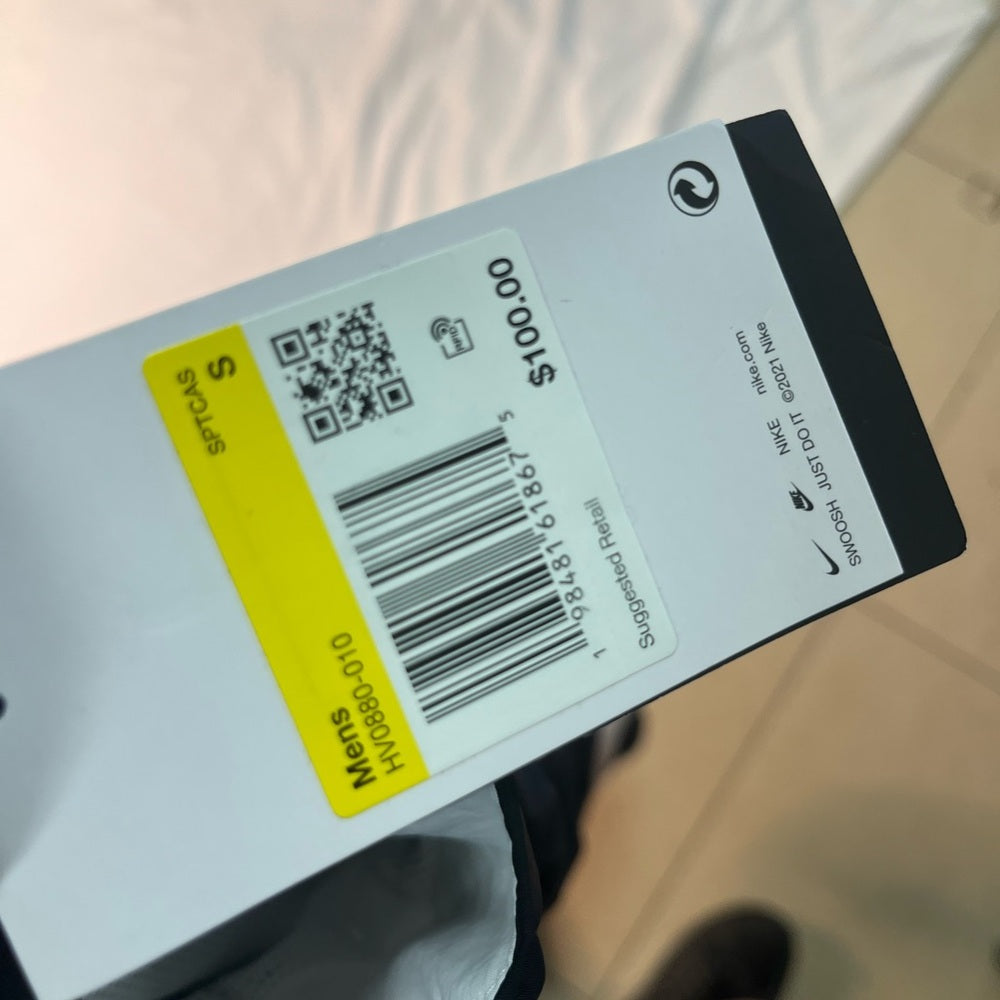 Mens
HV0880-010
S
SPTCAS
RFID
1 98481 61867 5
Suggested Retail
$100.00
NIKE
NIKE nike.com
SWOOSH JUST DO IT ©2021 Nike